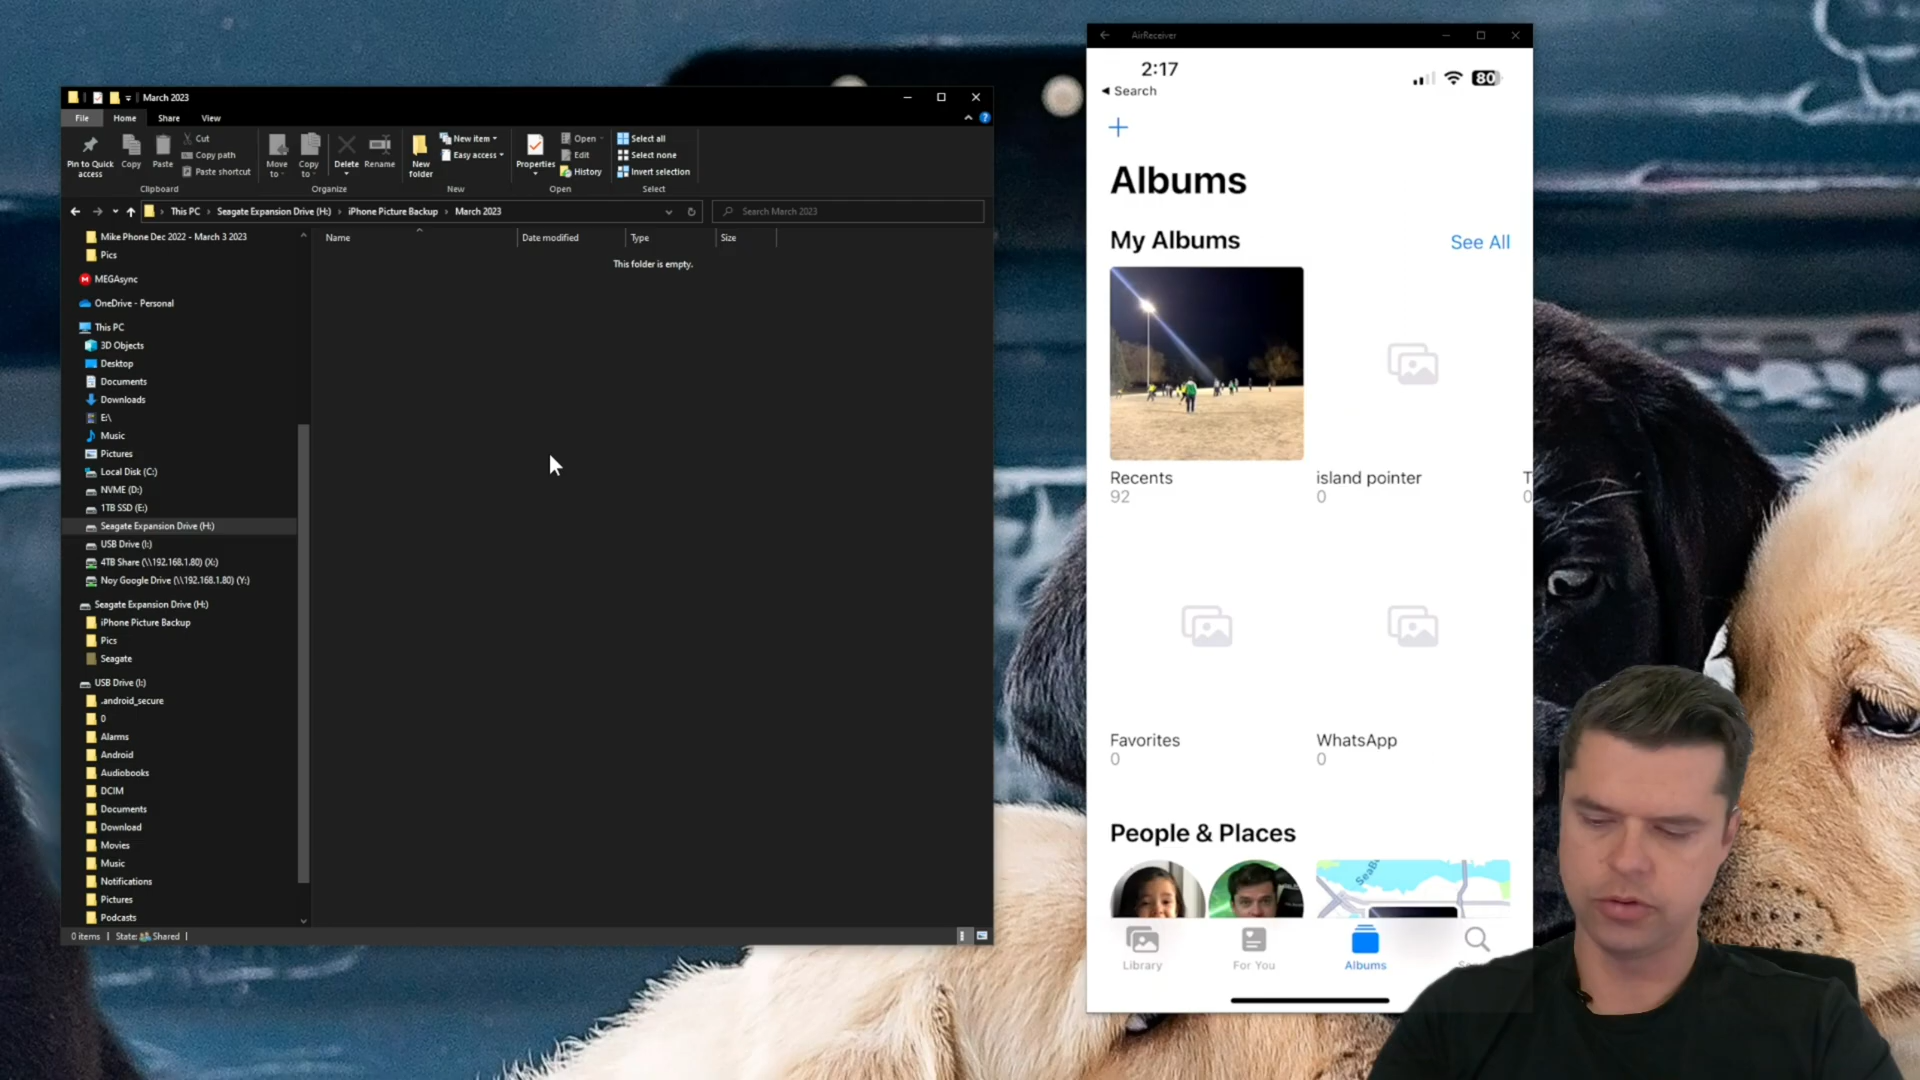 March 2023
File Home Share View
Pin to Quick access
Copy
Paste
Cut
Copy path
Paste shortcut
Clipboard
Move to
Copy to
Delete
Rename
Organize
New folder
New item
Easy access
New
Properties
Open
Edit
History
Open
Select all
Select none
Invert selection
Select
This PC > Seagate Expansion Drive (H:) > iPhone Picture Backup > March 2023
Search March 2023
Name Date modified Type Size
This folder is empty.
Mike Phone Dec 2022 - March 3 2023
Pics
MEGAsync
OneDrive - Personal
This PC
3D Objects
Desktop
Documents
Downloads
E:\
Music
Pictures
Local Disk (C:)
NVME (D:)
1TB SSD (E:)
Seagate Expansion Drive (H:)
USB Drive (I:)
4TB Share (\\192.168.1.80) (X:)
Noy Google Drive (\\192.168.1.80) (Y:)
Seagate Expansion Drive (H:)
iPhone Picture Backup
Pics
Seagate
USB Drive (I:)
.android_secure
0
Alarms
Android
Audiobooks
DCIM
Documents
Download
Movies
Music
Notifications
Pictures
Podcasts
0 items State: Shared
AirReceiver
2:17
80
Search
Albums
My Albums See All
Recents
92
island pointer
0
T
0
Favorites
0
WhatsApp
0
People & Places
Library
For You
Albums